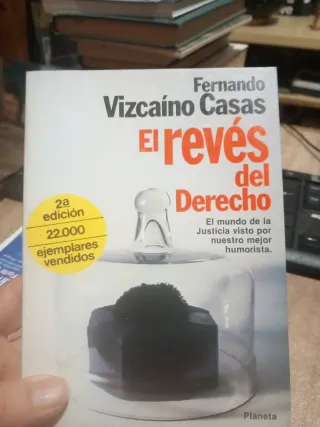 Fernando
Vizcaíno Casas
El revés
del
Derecho
El mundo de la
Justicia visto por
nuestro mejor
humorista.
2ª
edición
22.000
ejemplares
vendidos
Planeta